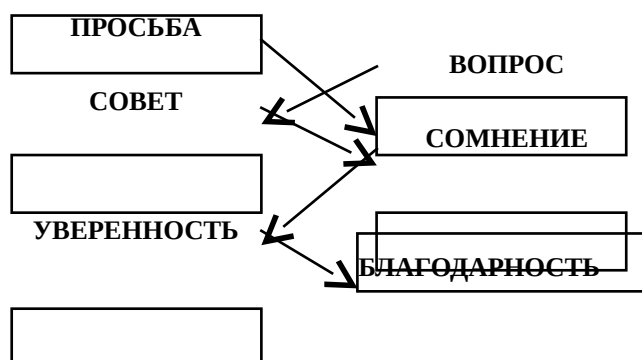 ПРОСЬБА
ВОПРОС
СОВЕТ
СОМНЕНИЕ
УВЕРЕННОСТЬ
БЛАГОДАРНОСТЬ